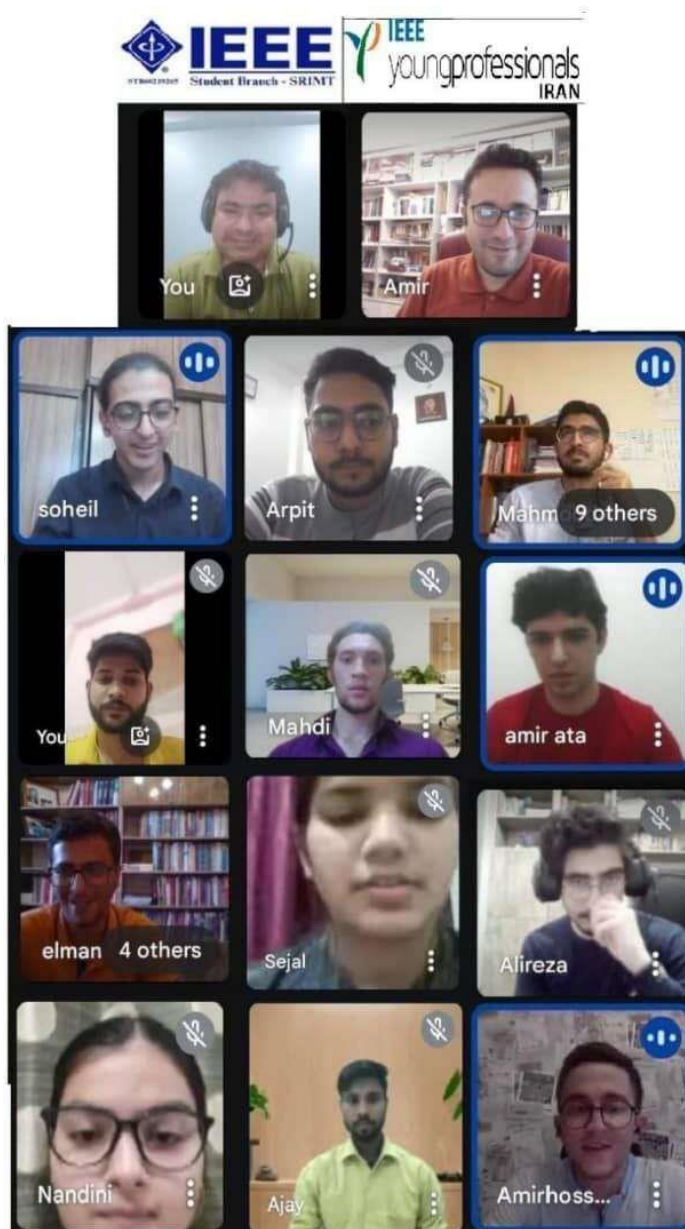 IEEE
Student Branch - SRIMT
IEEE
youngprofessionals
IRAN
You
Amir
soheil
Arpit
9 others
You
Mahdi
amir ata
elman 4 others
Sejal
Alireza
Nandini
Ajay
Amirhoss...